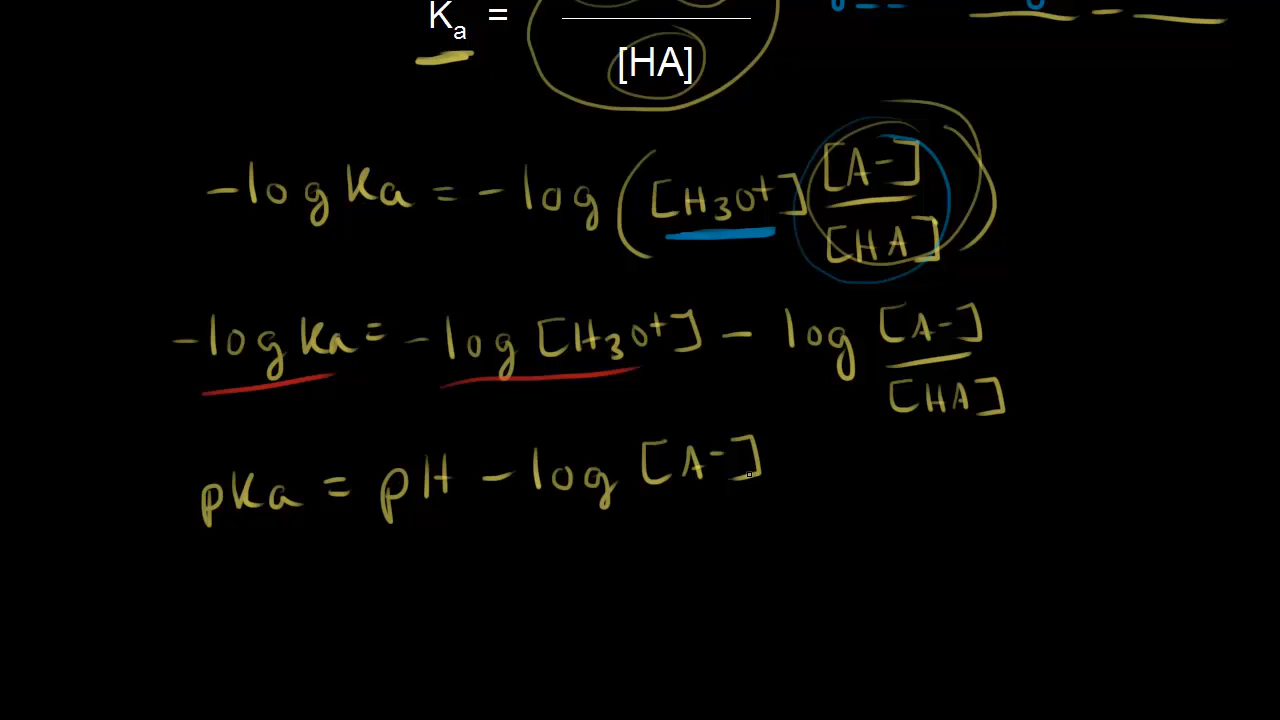 Ka =
[HA]
-log Ka = -log ([H3O+] [A-]
[HA])
-log Ka = -log [H3O+] - log [A-]
[HA]
pKa = pH - log [A-]